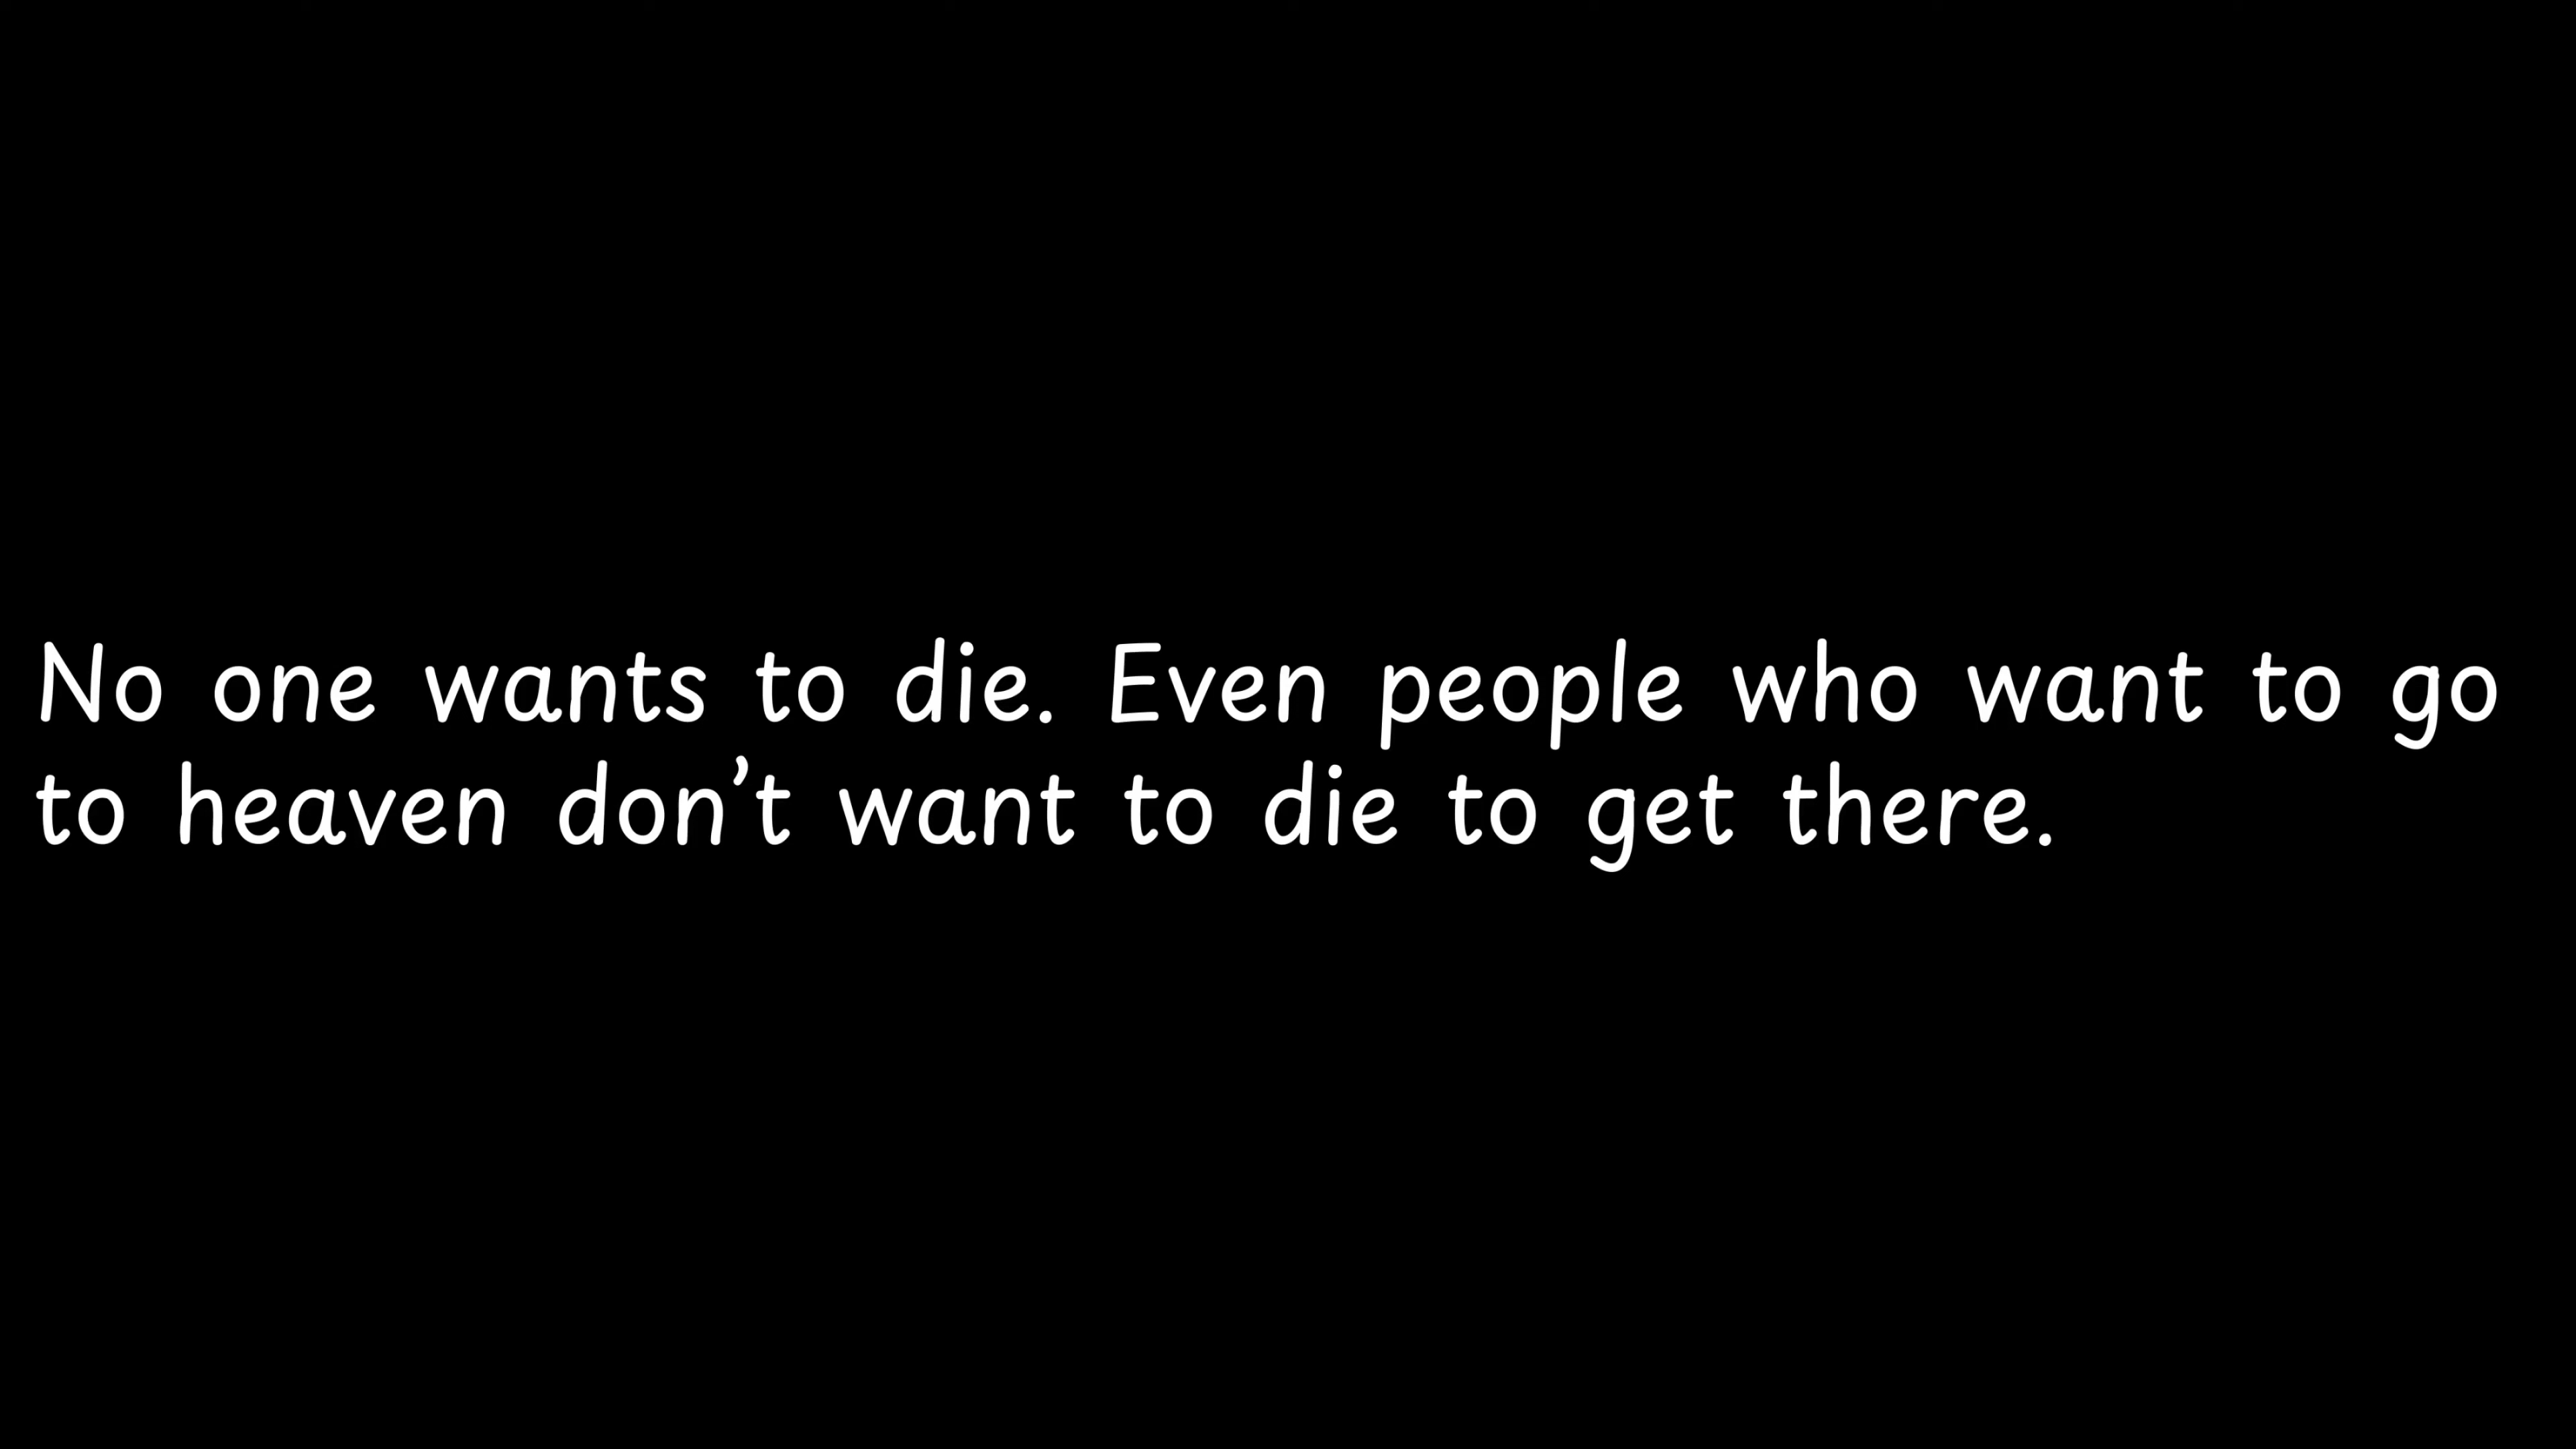 No one wants to die. Even people who want to go
to heaven don’t want to die to get there.